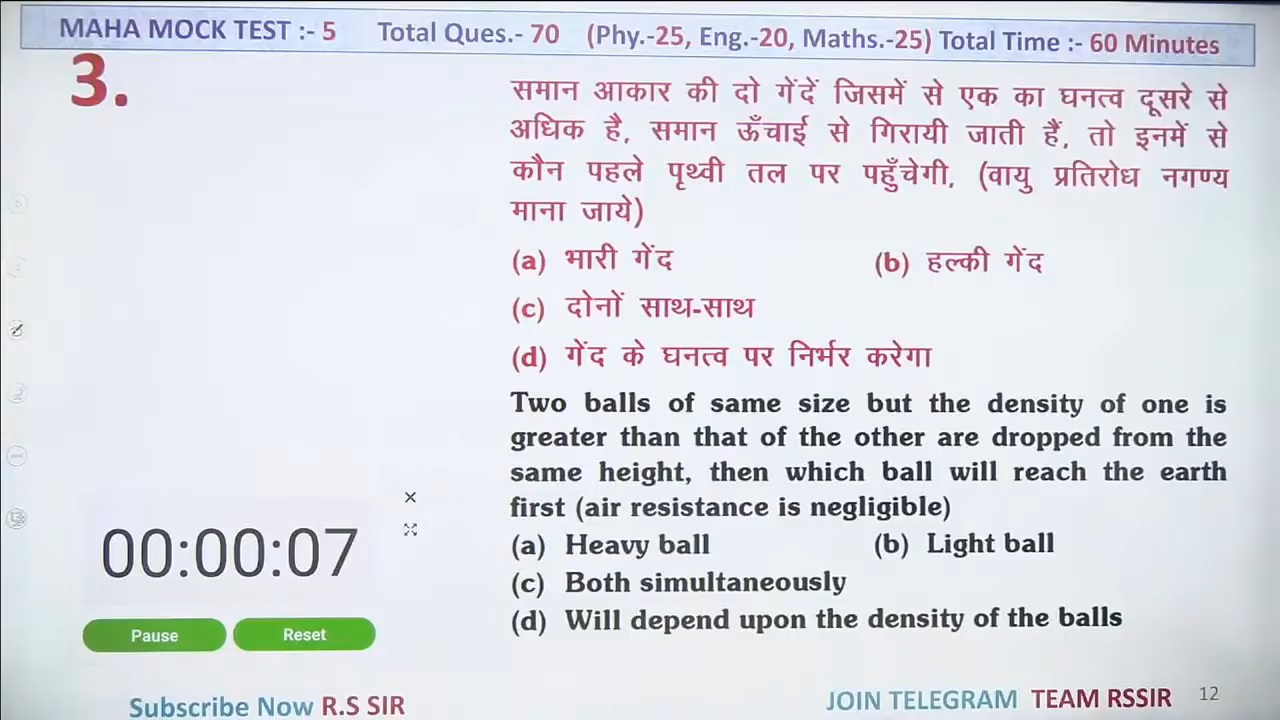 MAHA MOCK TEST :- 5 Total Ques.- 70 (Phy.-25, Eng.-20, Maths.-25) Total Time :- 60 Minutes
3.
समान आकार की दो गेंदें जिसमें से एक का घनत्व दूसरे से
अधिक है, समान ऊँचाई से गिरायी जाती हैं, तो इनमें से
कौन पहले पृथ्वी तल पर पहुँचेगी, (वायु प्रतिरोध नगण्य
माना जाये)
(a) भारी गेंद (b) हल्की गेंद
(c) दोनों साथ-साथ
(d) गेंद के घनत्व पर निर्भर करेगा
Two balls of same size but the density of one is
greater than that of the other are dropped from the
same height, then which ball will reach the earth
first (air resistance is negligible)
(a) Heavy ball (b) Light ball
(c) Both simultaneously
(d) Will depend upon the density of the balls
00:00:07
Pause Reset
Subscribe Now R.S SIR
JOIN TELEGRAM TEAM RSSIR 12